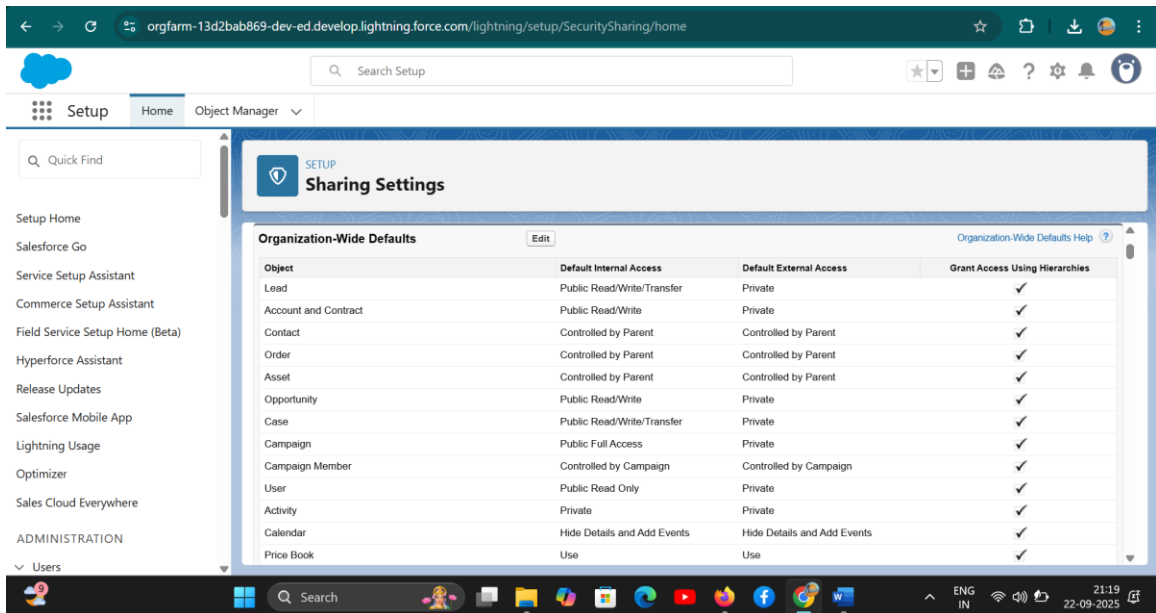 orgfarm-13d2bab869-dev-ed.develop.lightning.force.com/lightning/setup/SecuritySharing/home
Search Setup
Setup Home Object Manager
Quick Find
Setup Home
Salesforce Go
Service Setup Assistant
Commerce Setup Assistant
Field Service Setup Home (Beta)
Hyperforce Assistant
Release Updates
Salesforce Mobile App
Lightning Usage
Optimizer
Sales Cloud Everywhere
ADMINISTRATION
Users
SETUP
Sharing Settings
Organization-Wide Defaults Edit Organization-Wide Defaults Help ?
Object Default Internal Access Default External Access Grant Access Using Hierarchies
Lead Public Read/Write/Transfer Private ✓
Account and Contract Public Read/Write Private ✓
Contact Controlled by Parent Controlled by Parent ✓
Order Controlled by Parent Controlled by Parent ✓
Asset Controlled by Parent Controlled by Parent ✓
Opportunity Public Read/Write Private ✓
Case Public Read/Write/Transfer Private ✓
Campaign Public Full Access Private ✓
Campaign Member Controlled by Campaign Controlled by Campaign ✓
User Public Read Only Private ✓
Activity Private Private ✓
Calendar Hide Details and Add Events Hide Details and Add Events ✓
Price Book Use Use ✓
9
Search
ENG
IN
21:19
22-09-2025